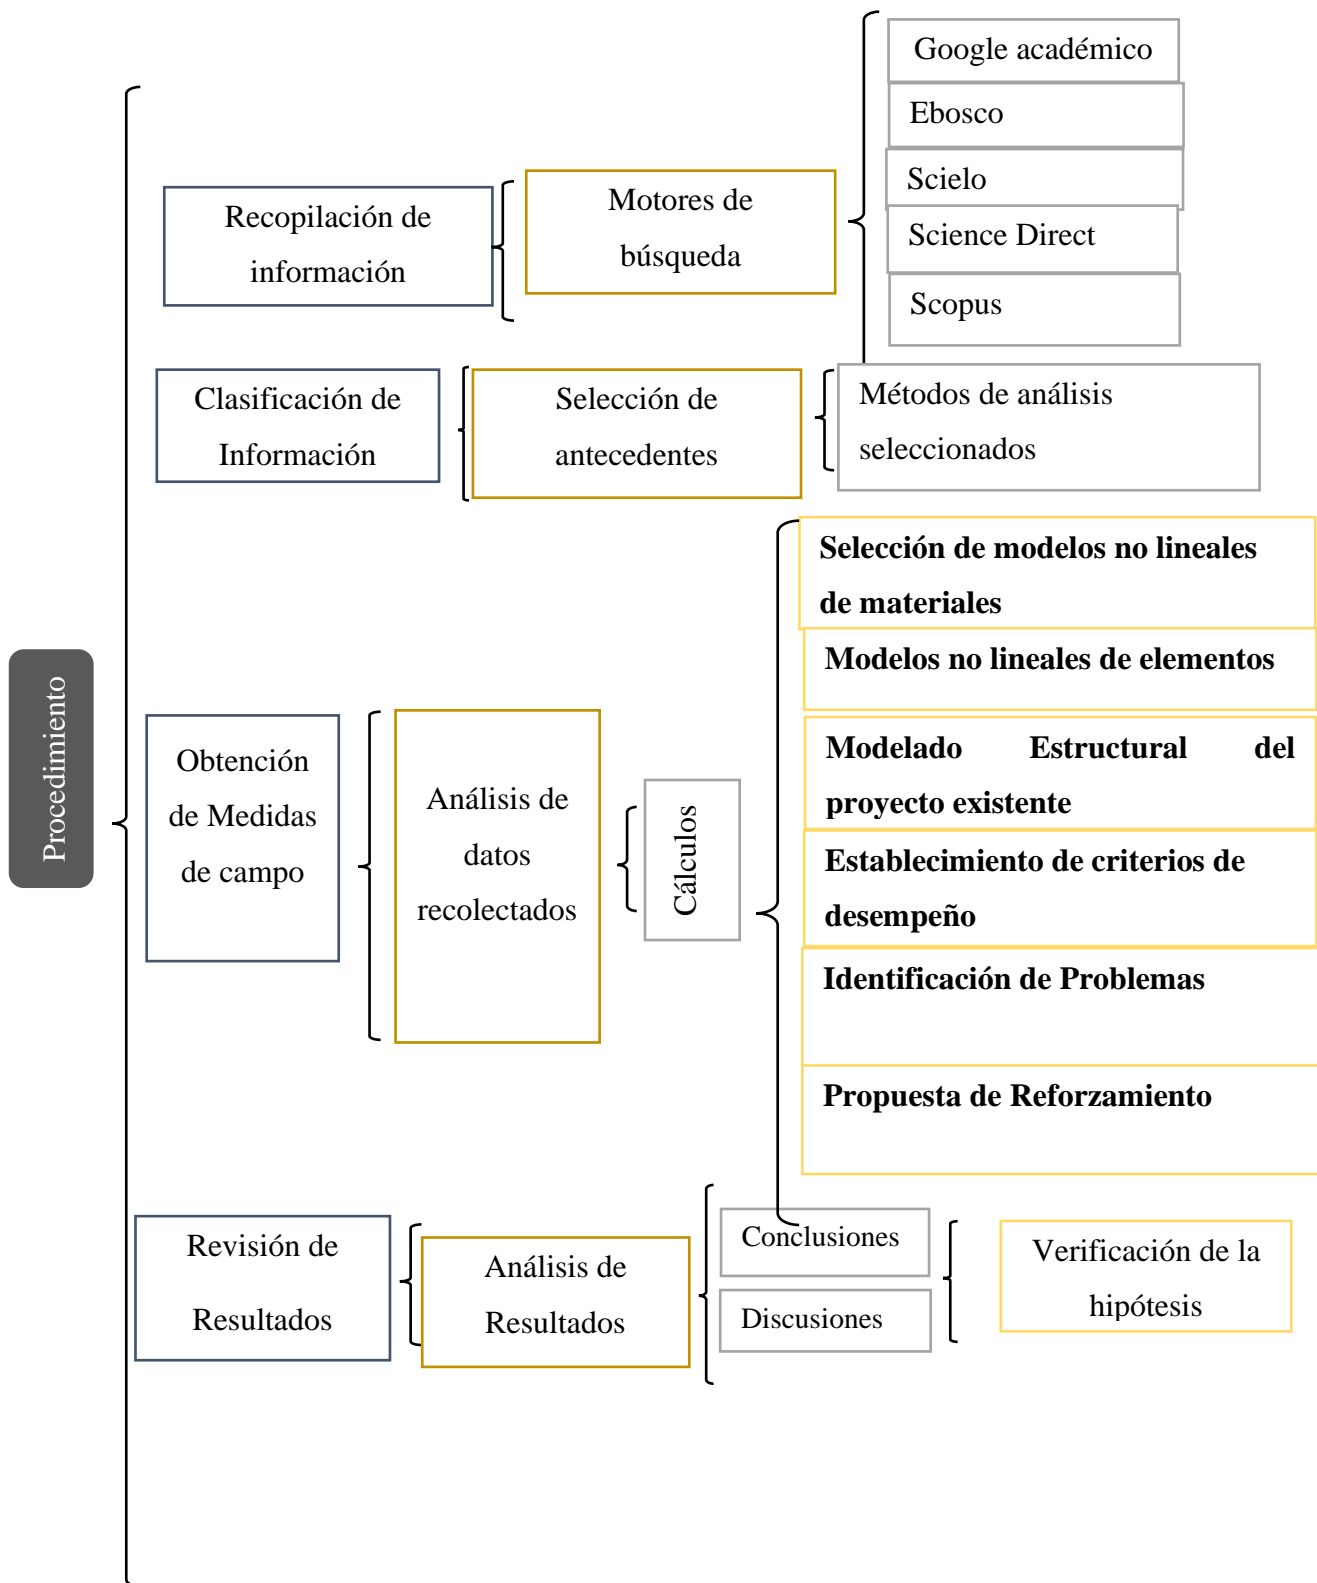 Procedimiento
Recopilación de
información
Motores de
búsqueda
Google académico
Ebosco
Scielo
Science Direct
Scopus
Clasificación de
Información
Selección de
antecedentes
Métodos de análisis
seleccionados
Obtención
de Medidas
de campo
Análisis de
datos
recolectados
Cálculos
Selección de modelos no lineales
de materiales
Modelos no lineales de elementos
Modelado Estructural del
proyecto existente
Establecimiento de criterios de
desempeño
Identificación de Problemas
Propuesta de Reforzamiento
Revisión de
Resultados
Análisis de
Resultados
Conclusiones
Discusiones
Verificación de la
hipótesis